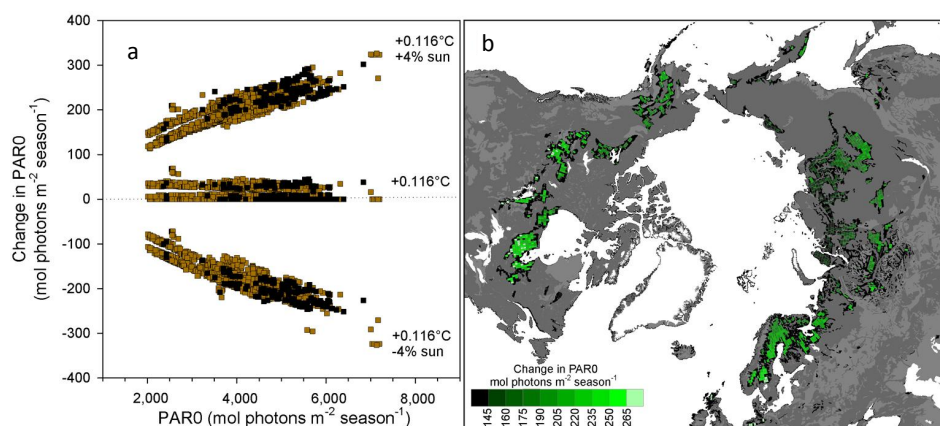 a
b
Change in PAR0
(mol photons m⁻² season⁻¹)
400
300
200
100
0
-100
-200
-300
-400
+0.116°C
+4% sun
+0.116°C
+0.116°C
-4% sun
2,000
4,000
6,000
8,000
PAR0 (mol photons m⁻² season⁻¹)
Change in PAR0
mol photons m⁻² season⁻¹
145
160
175
190
205
220
235
250
265